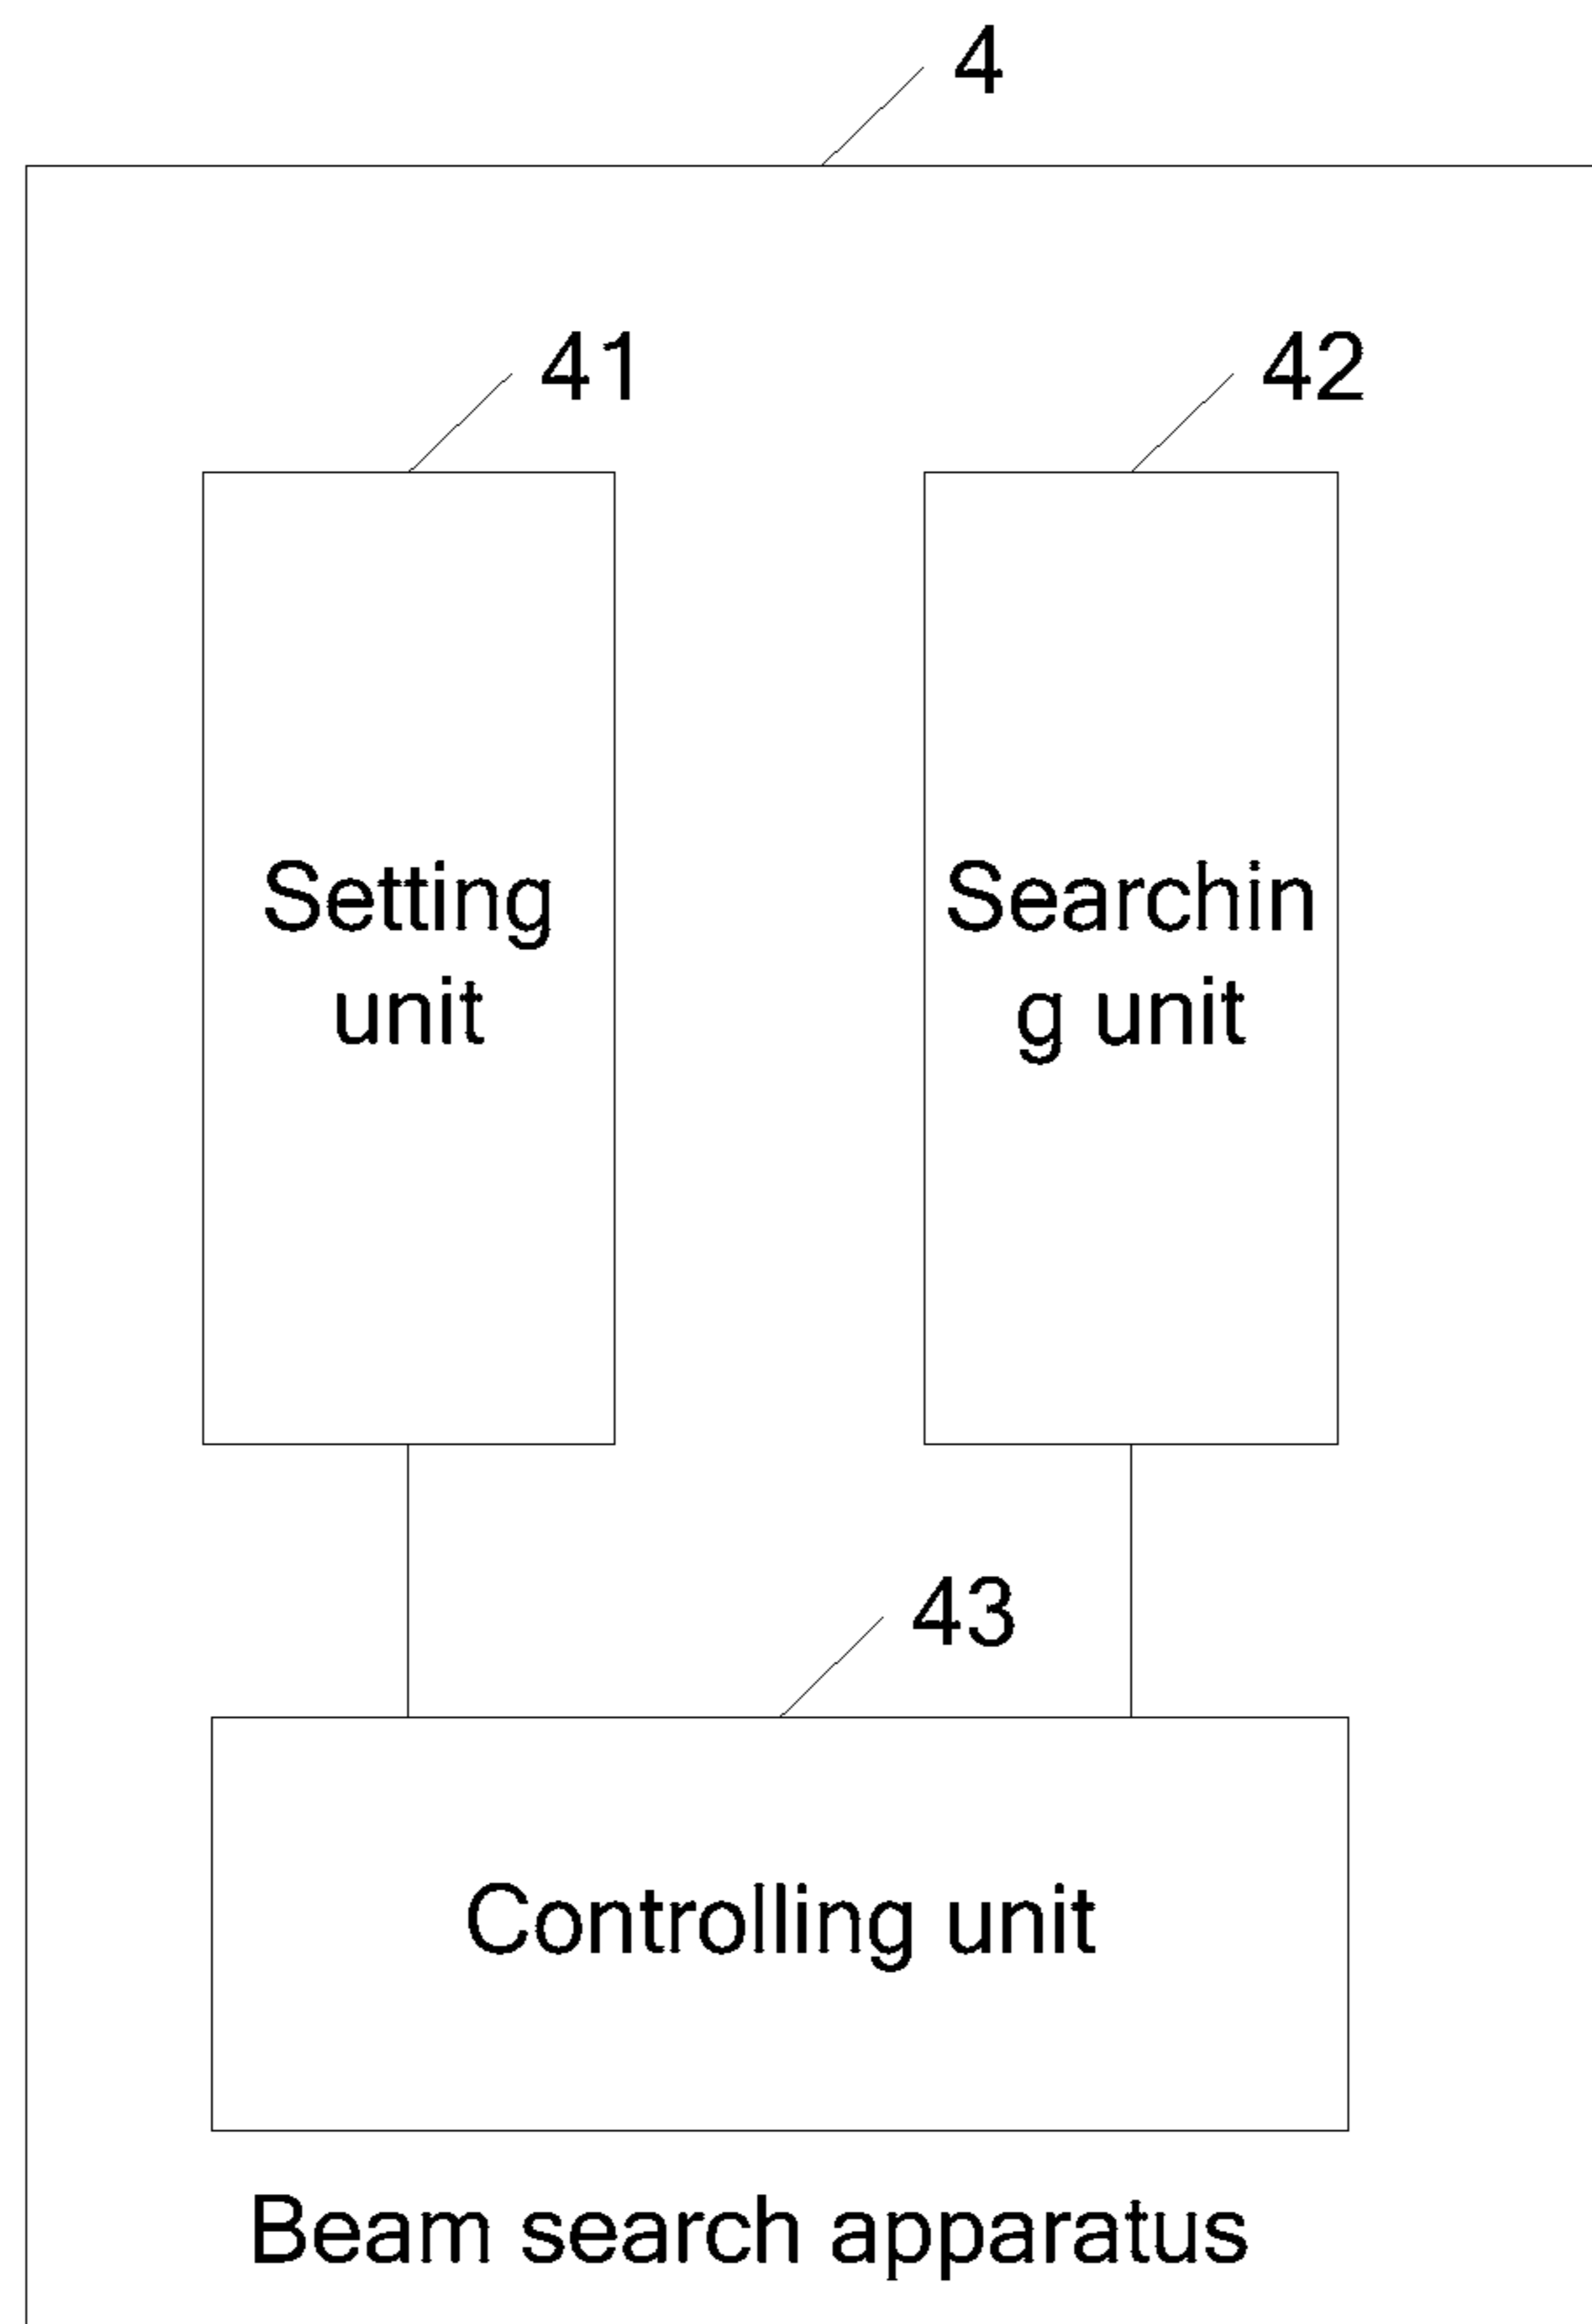 4
41
42
Setting
unit
Searchin
g unit
43
Controlling unit
Beam search apparatus